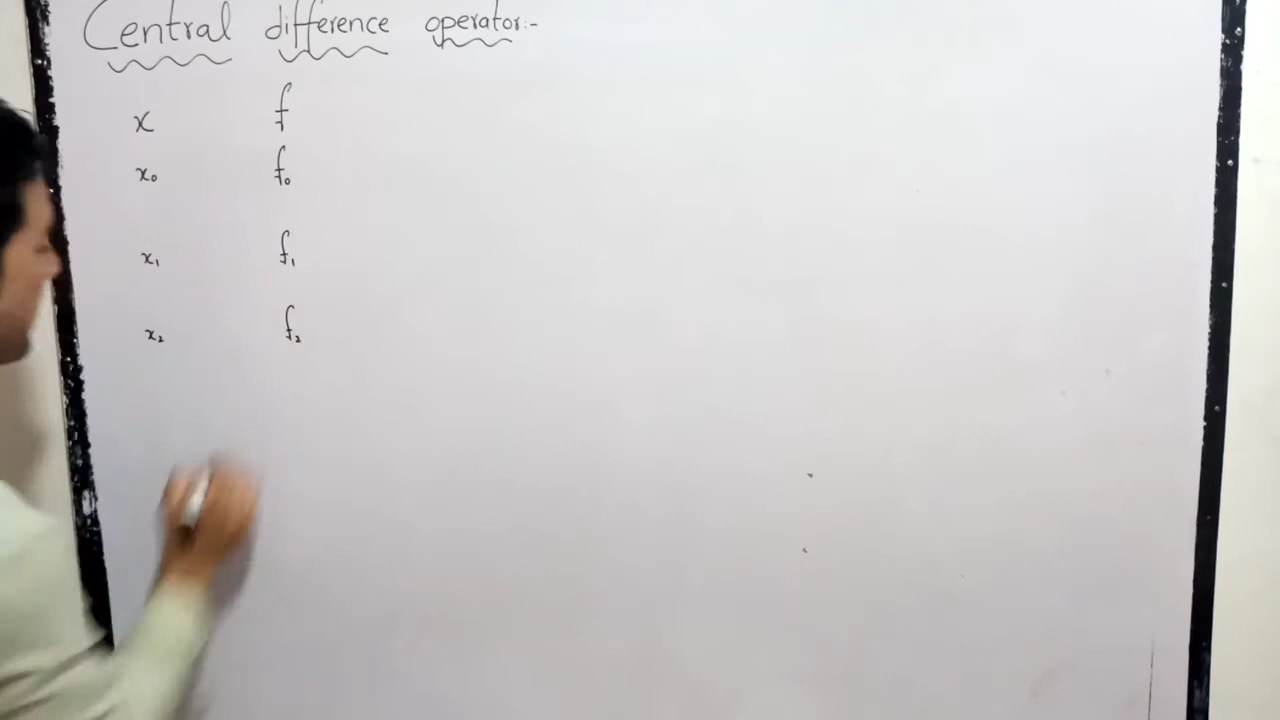 Central difference operator:-
x f
x₀ f₀
x₁ f₁
x₂ f₂